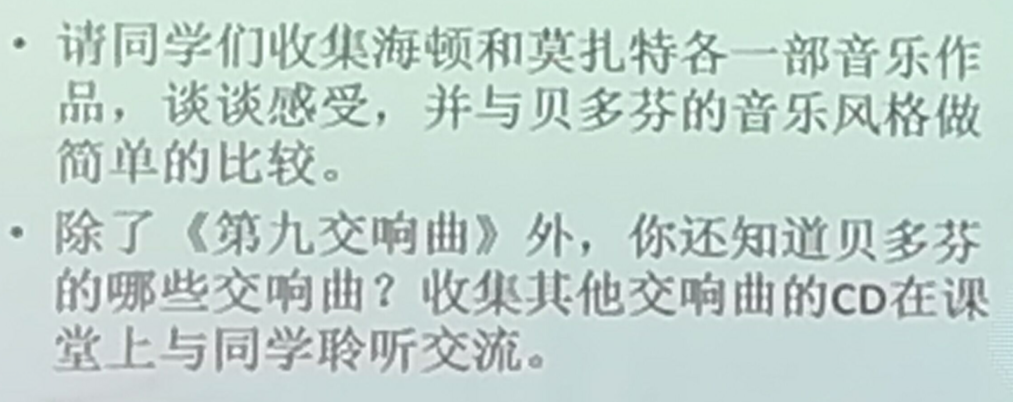 • 请同学们收集海顿和莫扎特各一部音乐作
品，谈谈感受，并与贝多芬的音乐风格做
简单的比较。
• 除了《第九交响曲》外，你还知道贝多芬
的哪些交响曲？收集其他交响曲的CD在课
堂上与同学聆听交流。